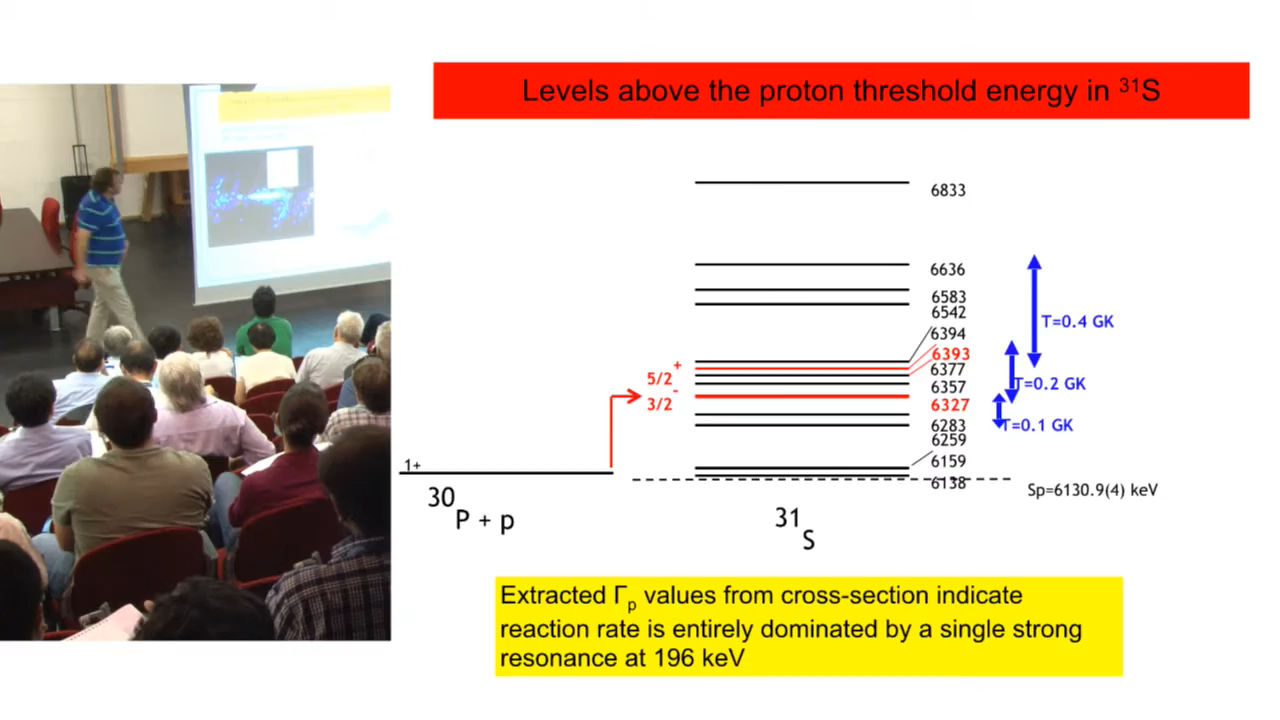 Levels above the proton threshold energy in ³¹S
6833
6636
6583
6542
6394
6393
6377
6357
6327
6283
6259
6159
6138
T=0.4 GK
T=0.2 GK
T=0.1 GK
5/2⁺
3/2⁻
1+
30
P + p
31
S
Sp=6130.9(4) keV
Extracted Γₚ values from cross-section indicate
reaction rate is entirely dominated by a single strong
resonance at 196 keV